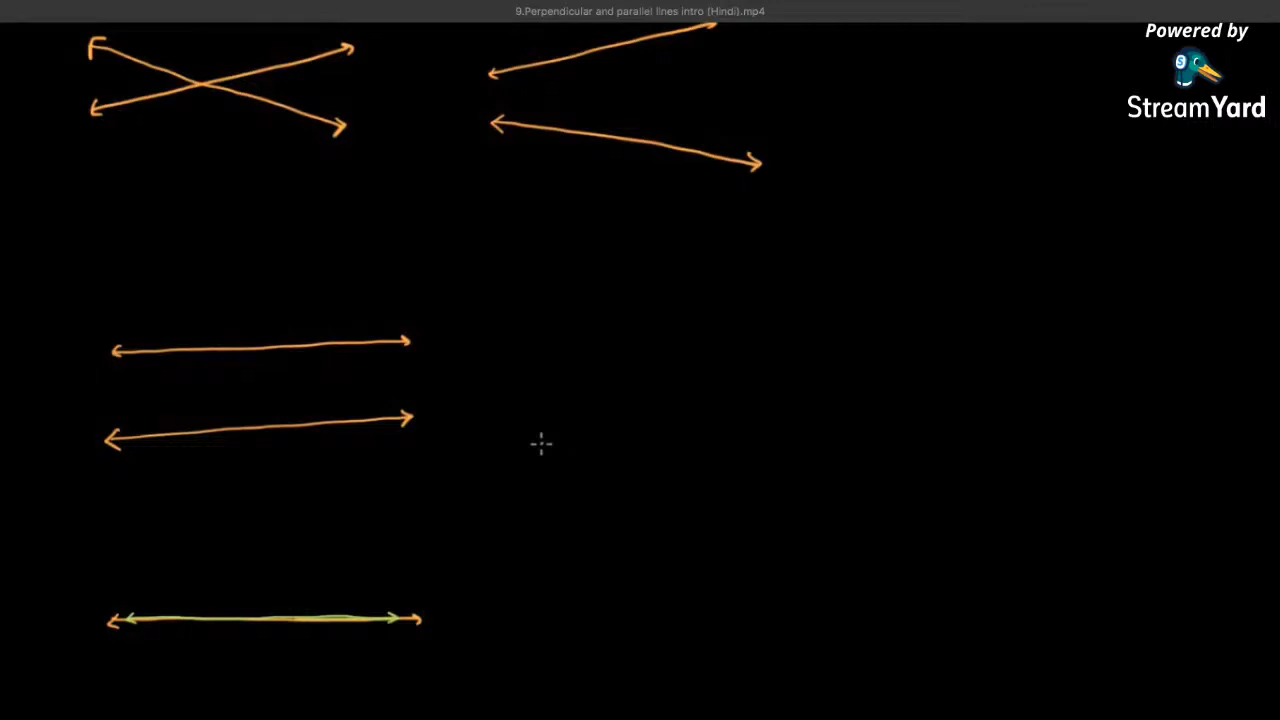 9.Perpendicular and parallel lines intro [Hindi].mp4
Powered by
StreamYard